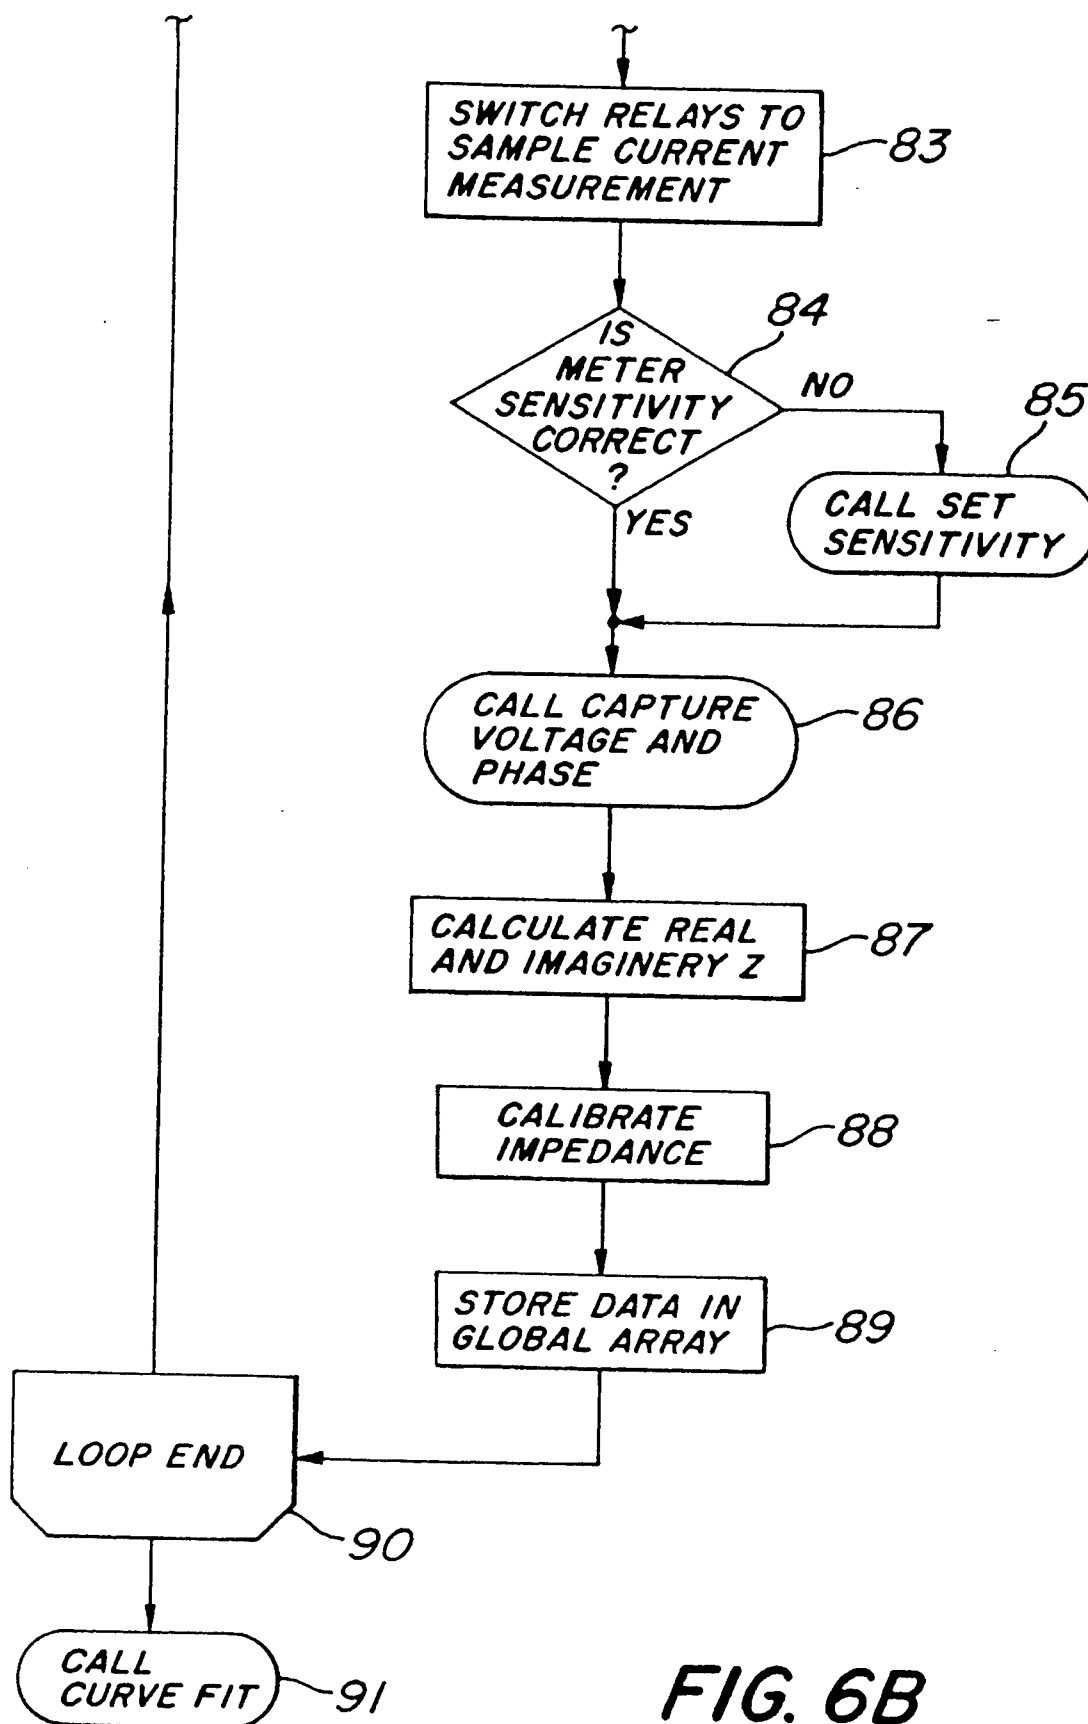 SWITCH RELAYS TO
SAMPLE CURRENT
MEASUREMENT
83
IS
METER
SENSITIVITY
CORRECT
?
84
NO
YES
85
CALL SET
SENSITIVITY
CALL CAPTURE
VOLTAGE AND
PHASE
86
CALCULATE REAL
AND IMAGINERY Z
87
CALIBRATE
IMPEDANCE
88
STORE DATA IN
GLOBAL ARRAY
89
LOOP END
90
CALL
CURVE FIT
91
FIG. 6B